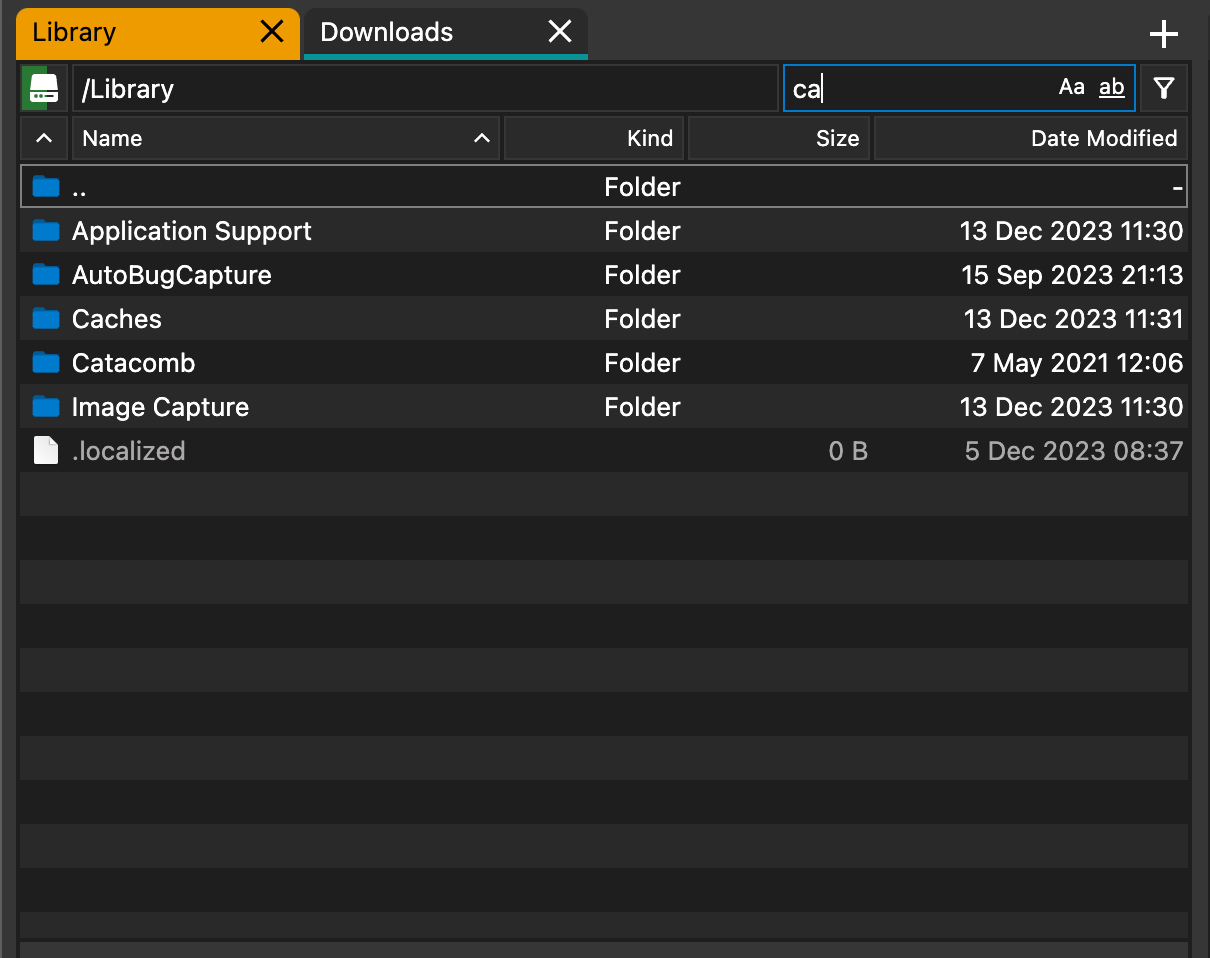 Library Downloads
/Library ca Aa ab
Name Kind Size Date Modified
.. Folder -
Application Support Folder 13 Dec 2023 11:30
AutoBugCapture Folder 15 Sep 2023 21:13
Caches Folder 13 Dec 2023 11:31
Catacomb Folder 7 May 2021 12:06
Image Capture Folder 13 Dec 2023 11:30
.localized 0 B 5 Dec 2023 08:37